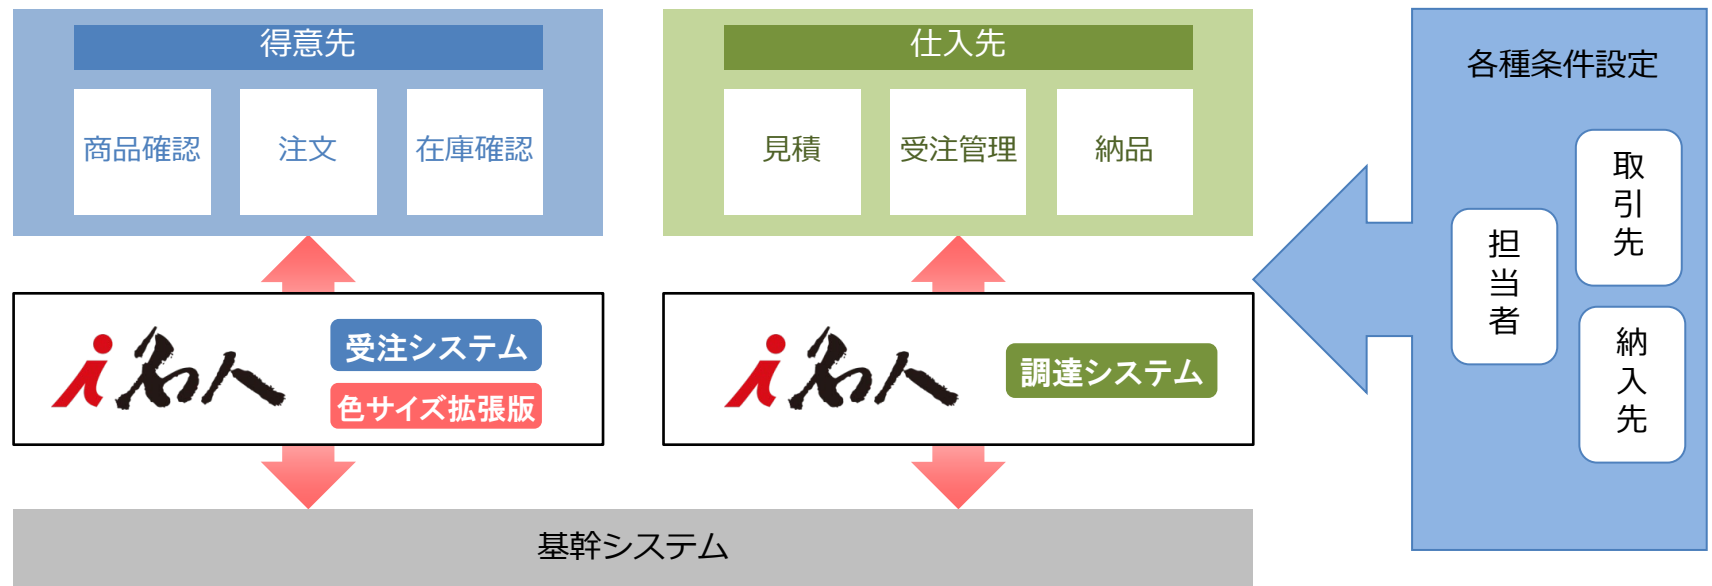 得意先
商品確認
注文
在庫確認
仕入先
見積
受注管理
納品
各種条件設定
取引先
担当者
納入先
i名人
受注システム
色サイズ拡張版
i名人
調達システム
基幹システム